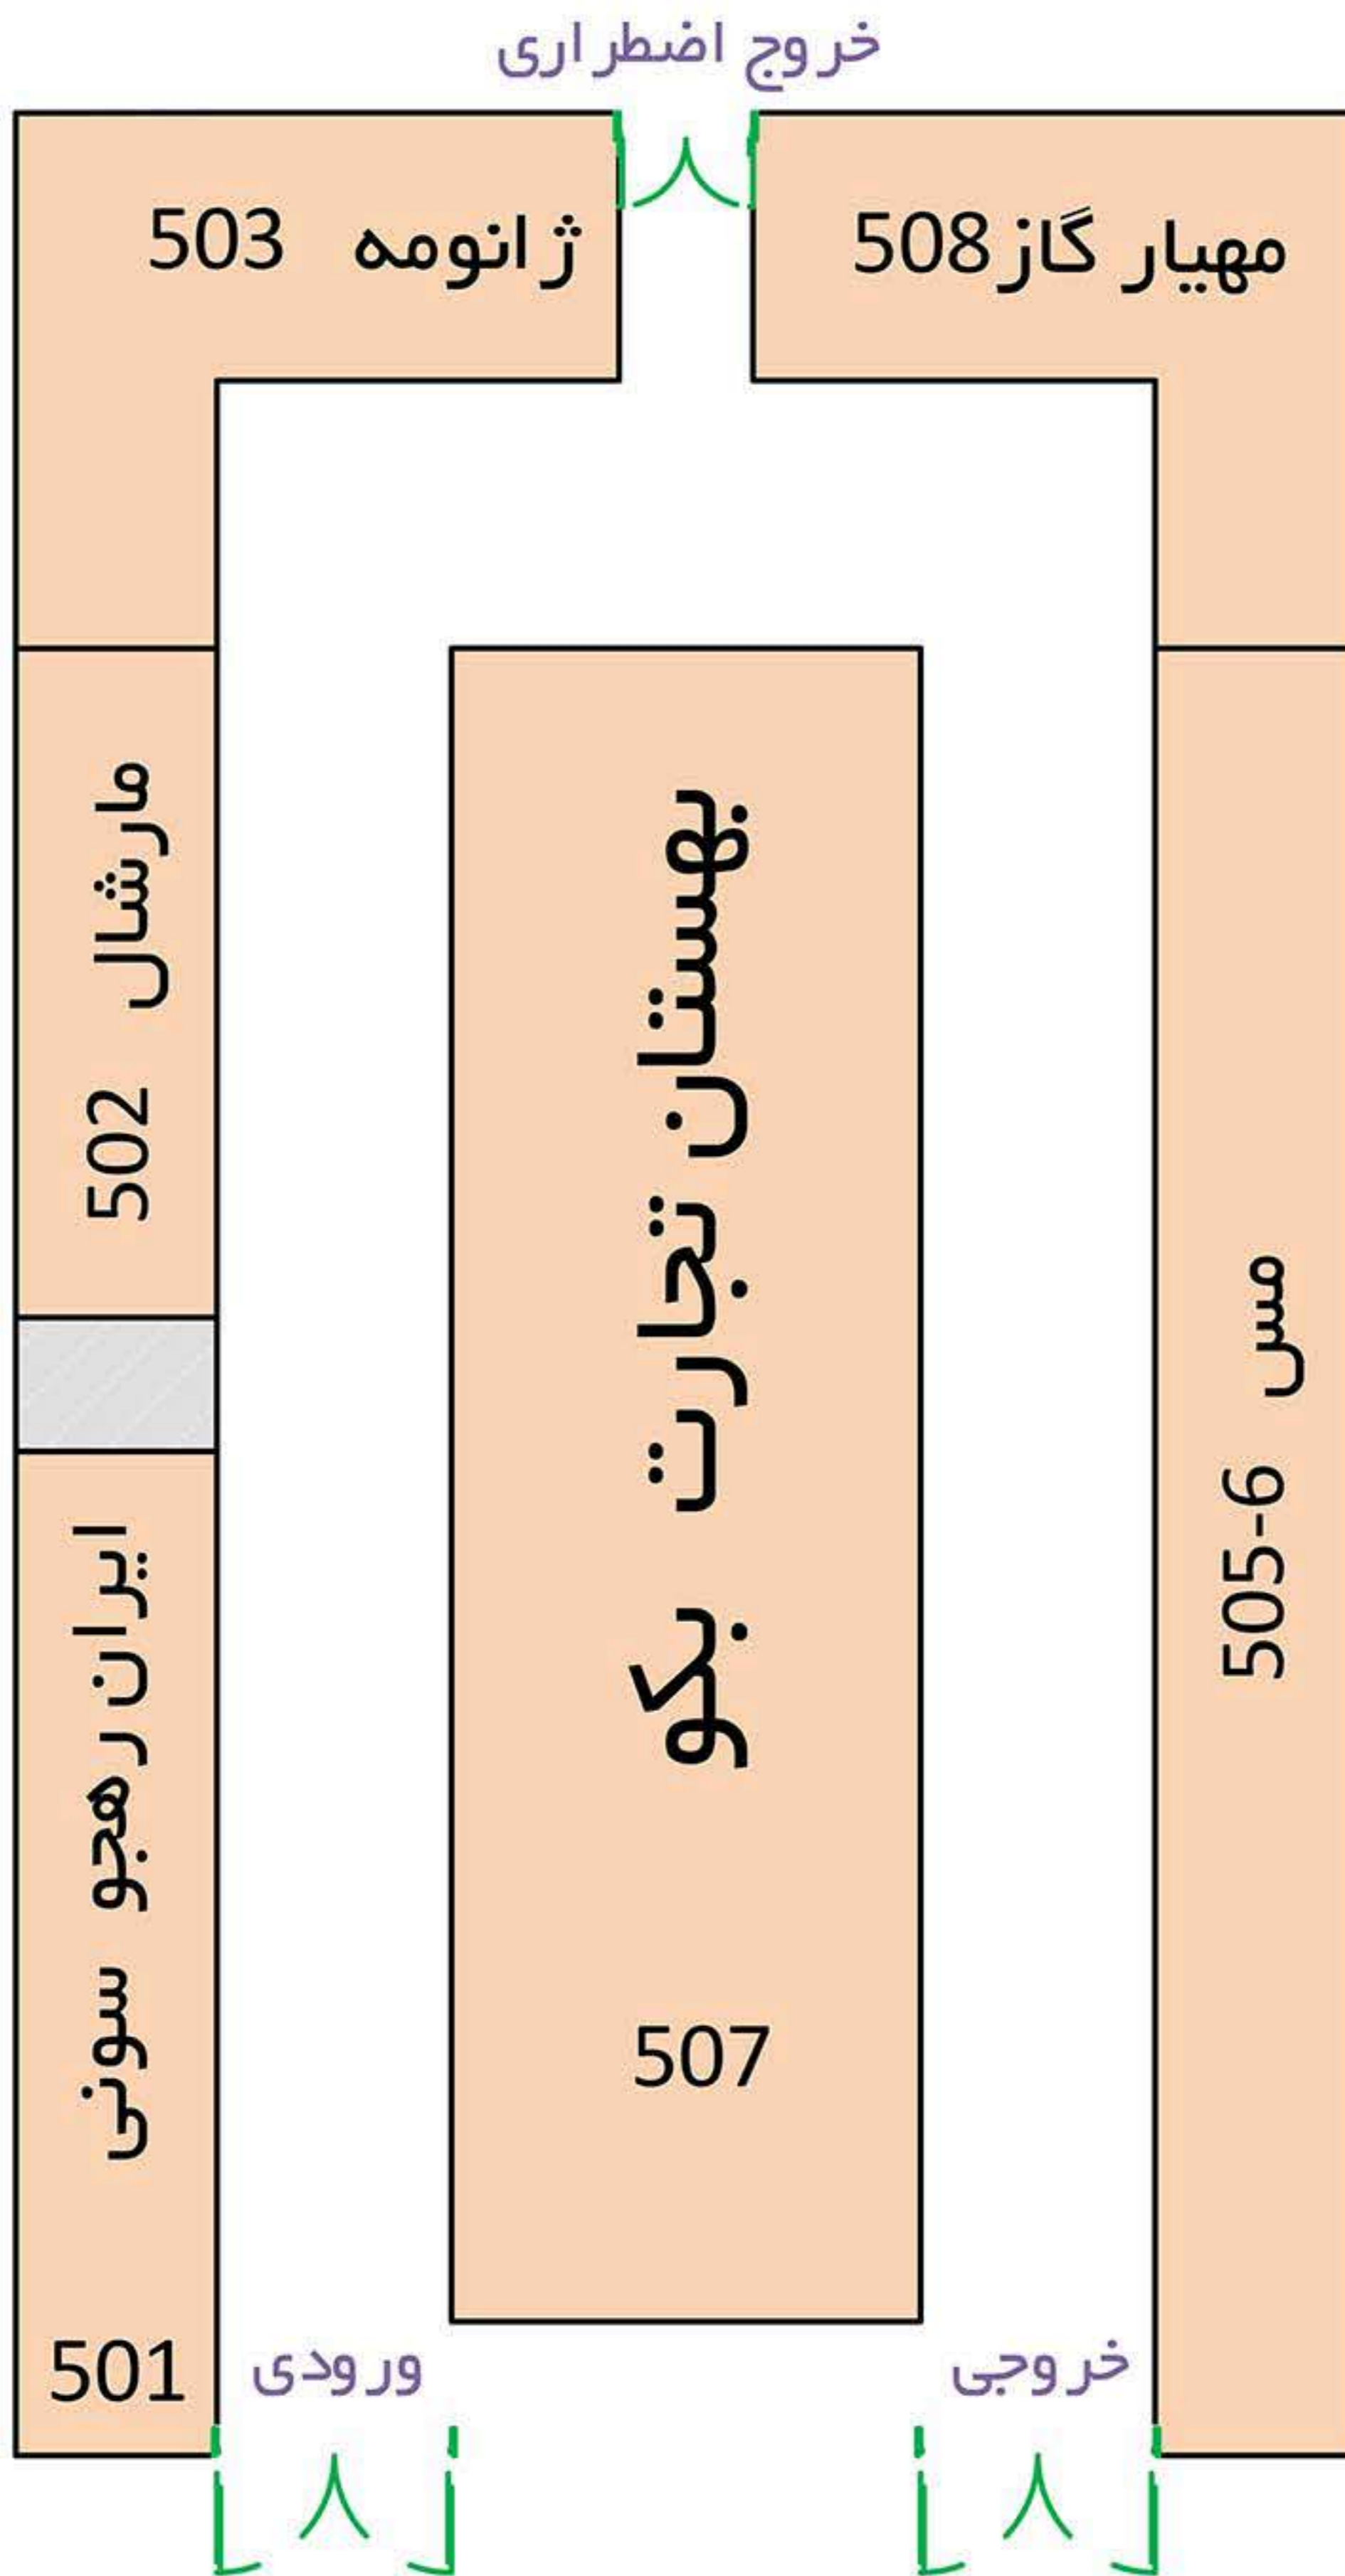 خروج اضطراری
ژانومه 503
مهیار گاز 508
مارشال 502
بهستان تجارت بکو
507
مس 505-6
ایران رهجو سونی
501
ورودی
خروجی